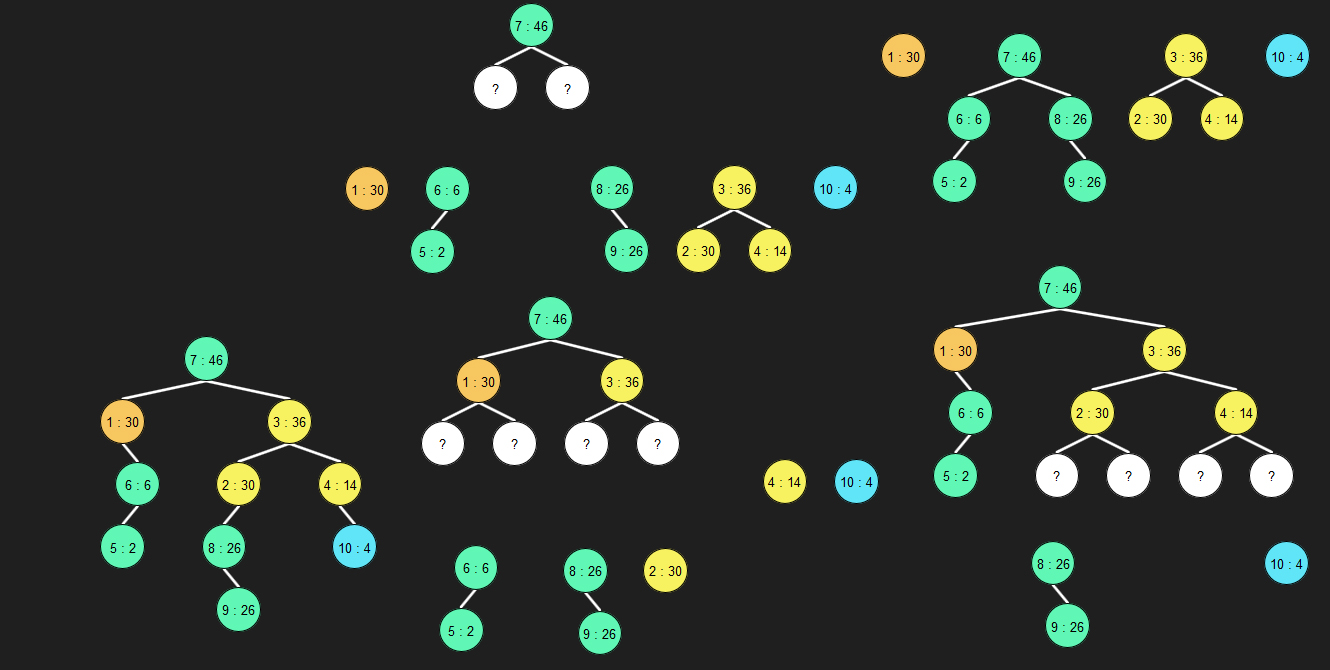 7 : 46
? ?
1 : 30 7 : 46 3 : 36 10 : 4
6 : 6 8 : 26 2 : 30 4 : 14
5 : 2 9 : 26
1 : 30 6 : 6 8 : 26 3 : 36 10 : 4
5 : 2 9 : 26 2 : 30 4 : 14
7 : 46
1 : 30 3 : 36
6 : 6 2 : 30 4 : 14
5 : 2 8 : 26 10 : 4
9 : 26
7 : 46
1 : 30 3 : 36
? ? ? ?
6 : 6 8 : 26 2 : 30 4 : 14 10 : 4
5 : 2 9 : 26
7 : 46
1 : 30 3 : 36
6 : 6 2 : 30 4 : 14
5 : 2 ? ? ? ?
8 : 26 10 : 4
9 : 26